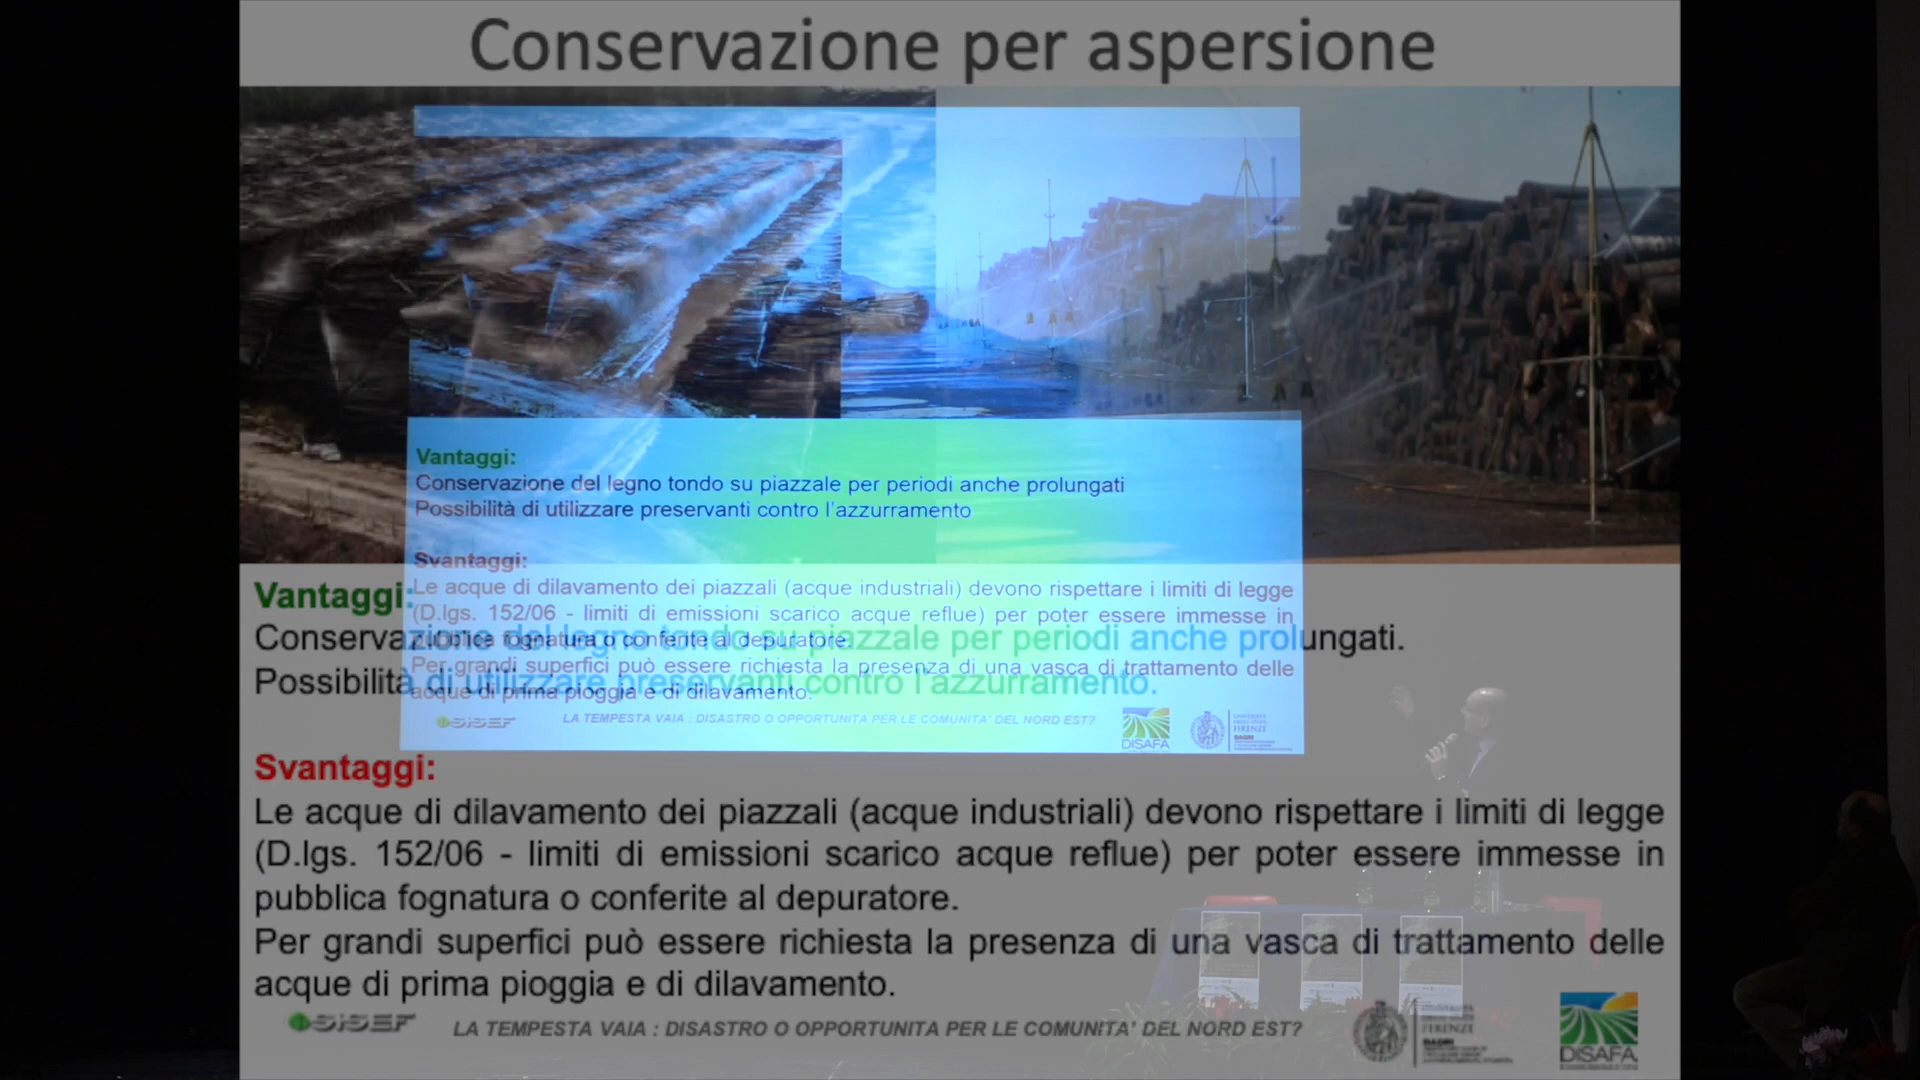 Conservazione per aspersione
Vantaggi:
Conservazione del legno tondo su piazzale per periodi anche prolungati
Possibilità di utilizzare preservanti contro l'azzurramento
Svantaggi:
Le acque di dilavamento dei piazzali (acque industriali) devono rispettare i limiti di legge
(D.lgs. 152/06 - limiti di emissioni scarico acque reflue) per poter essere immesse in
pubblica fognatura o conferite al depuratore.
Per grandi superfici può essere richiesta la presenza di una vasca di trattamento delle
acque di prima pioggia e di dilavamento.
SISEF
LA TEMPESTA VAIA : DISASTRO O OPPORTUNITA PER LE COMUNITA' DEL NORD EST?
DISAFA
FIRENZE
DAGRI
Vantaggi:
Conservazione del legno tondo su piazzale per periodi anche prolungati.
Possibilità di utilizzare preservanti contro l'azzurramento.
Svantaggi:
Le acque di dilavamento dei piazzali (acque industriali) devono rispettare i limiti di legge
(D.lgs. 152/06 - limiti di emissioni scarico acque reflue) per poter essere immesse in
pubblica fognatura o conferite al depuratore.
Per grandi superfici può essere richiesta la presenza di una vasca di trattamento delle
acque di prima pioggia e di dilavamento.
SISEF
LA TEMPESTA VAIA : DISASTRO O OPPORTUNITA PER LE COMUNITA' DEL NORD EST?
FIRENZE
DAGRI
DISAFA